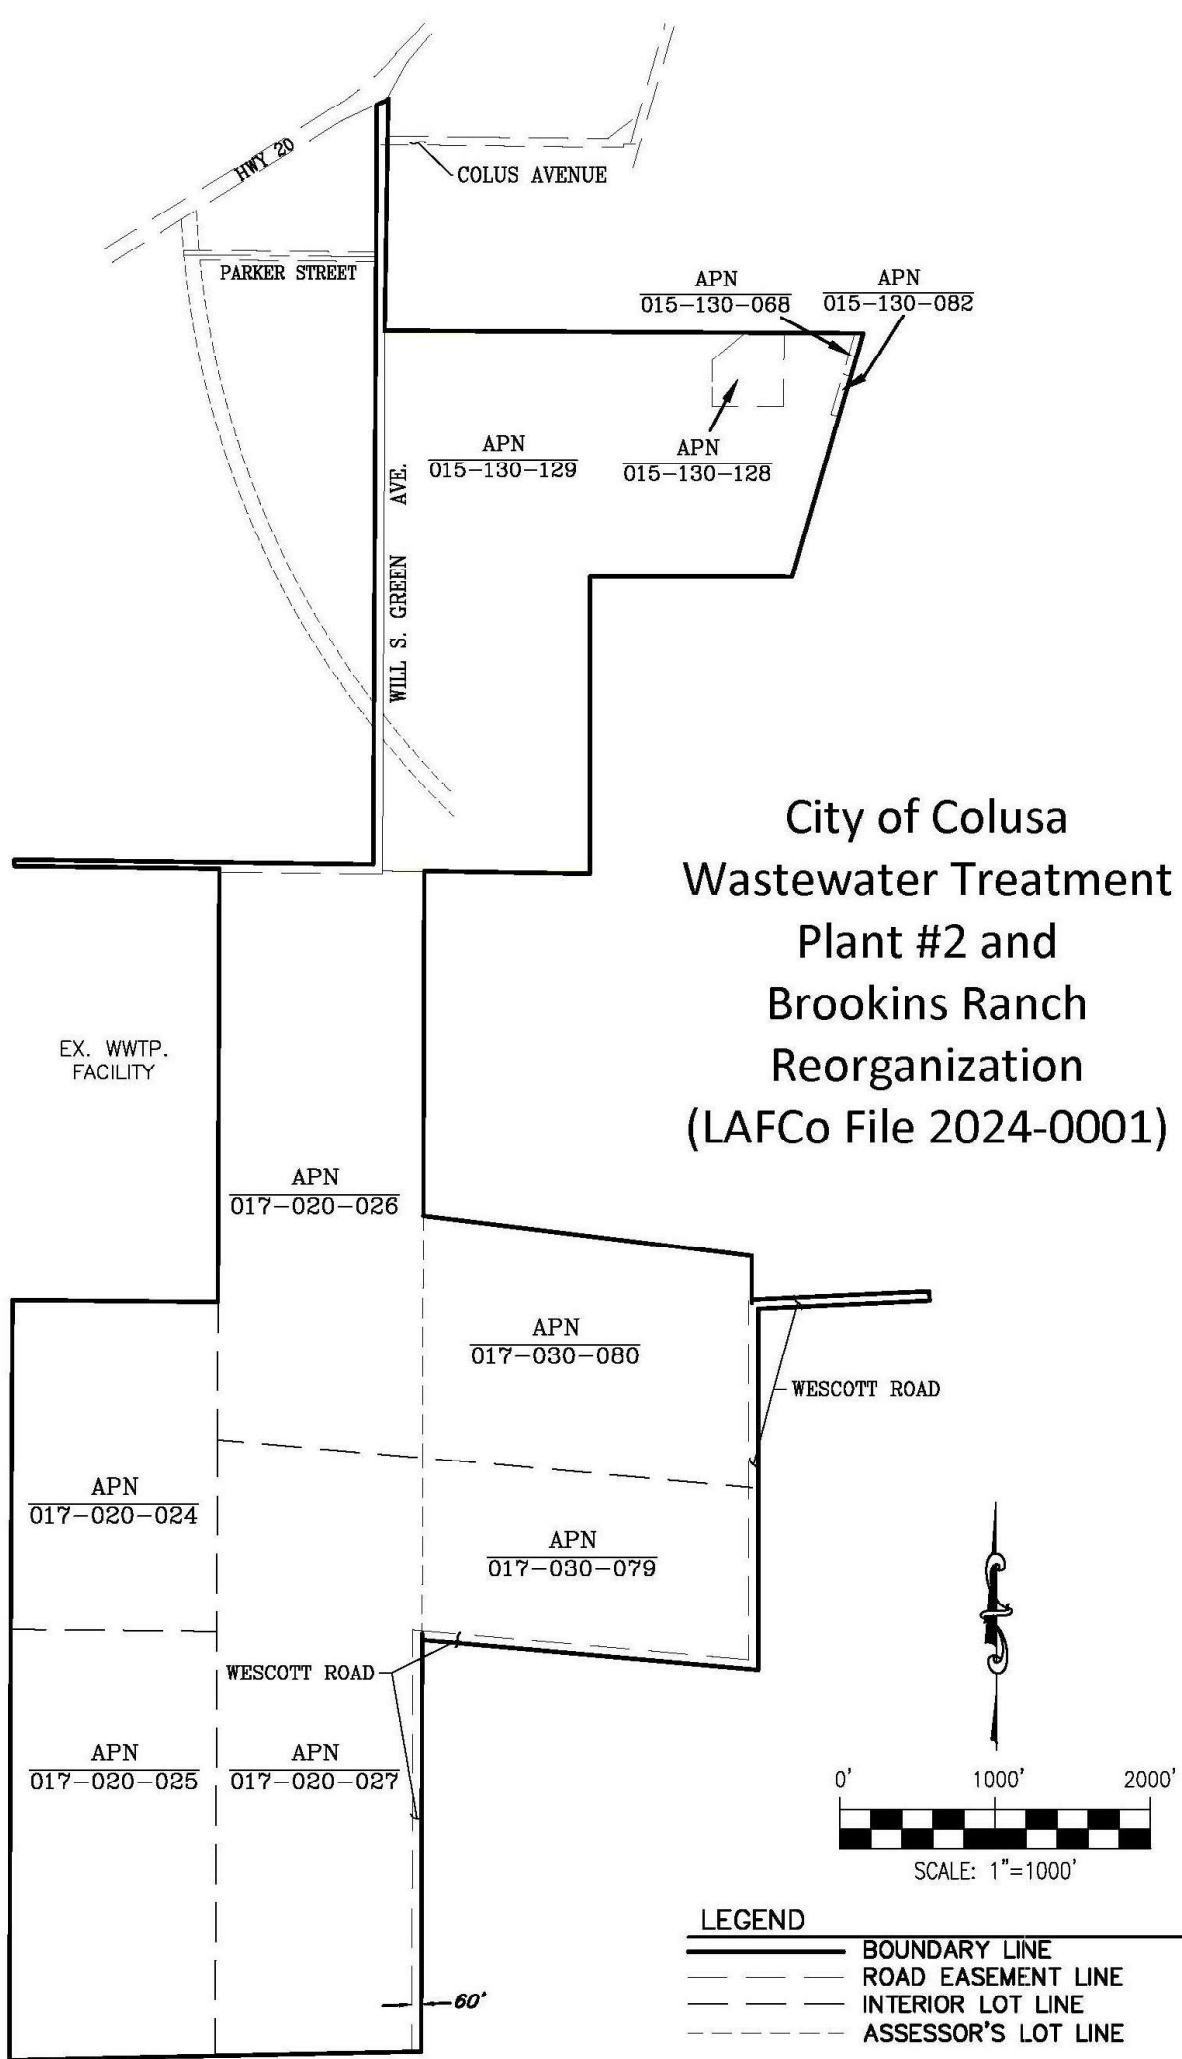 HWY 20
COLUS AVENUE
PARKER STREET
APN
015-130-068
APN
015-130-082
APN
015-130-129
APN
015-130-128
WILL S. GREEN AVE.
City of Colusa
Wastewater Treatment
Plant #2 and
Brookins Ranch
Reorganization
(LAFCo File 2024-0001)
EX. WWTP.
FACILITY
APN
017-020-026
APN
017-030-080
WESCOTT ROAD
APN
017-020-024
APN
017-030-079
WESCOTT ROAD
APN
017-020-025
APN
017-020-027
0' 1000' 2000'
SCALE: 1"=1000'
60'
LEGEND
BOUNDARY LINE
ROAD EASEMENT LINE
INTERIOR LOT LINE
ASSESSOR'S LOT LINE